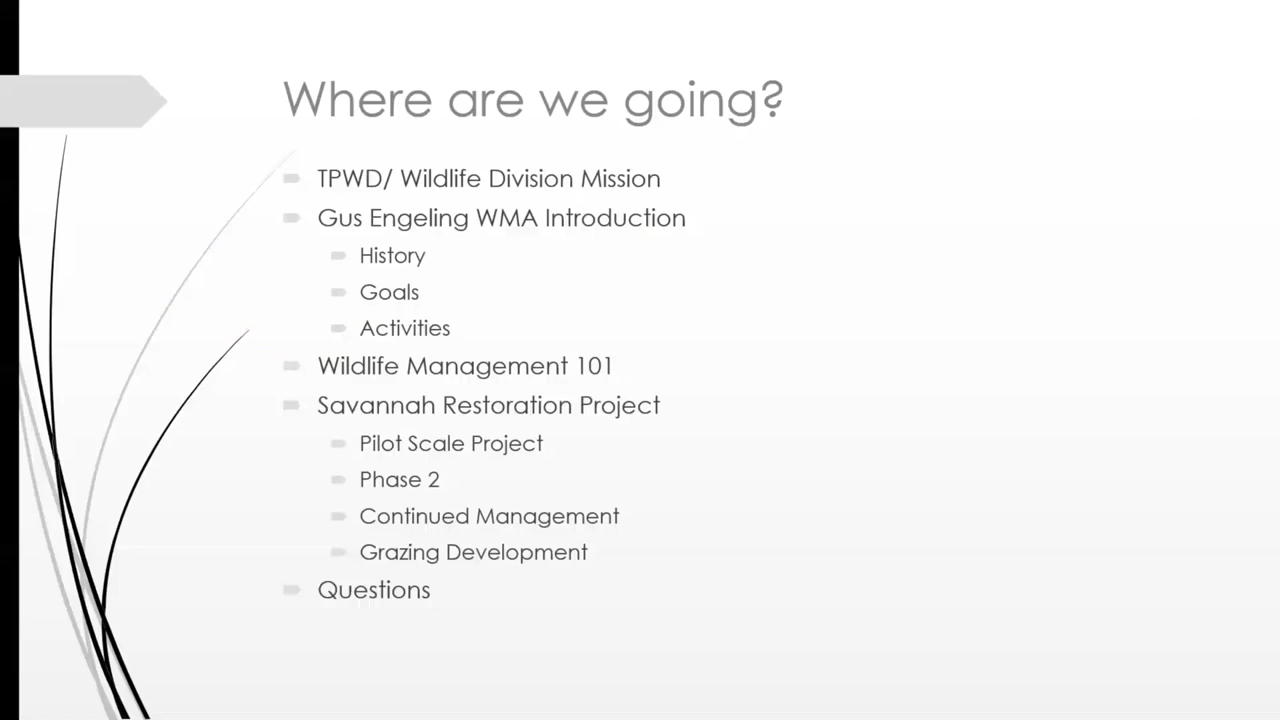 Where are we going?
TPWD/ Wildlife Division Mission
Gus Engeling WMA Introduction
History
Goals
Activities
Wildlife Management 101
Savannah Restoration Project
Pilot Scale Project
Phase 2
Continued Management
Grazing Development
Questions